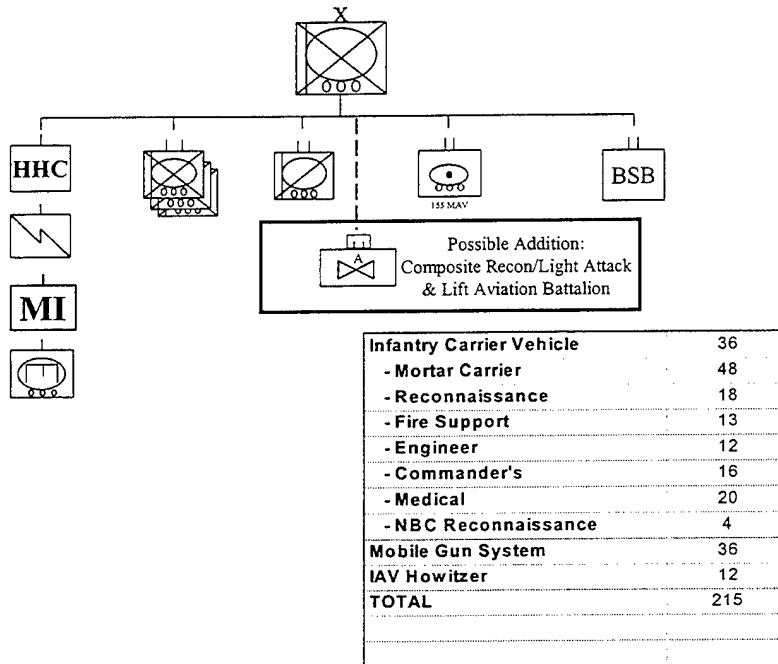 X
HHC
155 MAV
BSB
A
Possible Addition:
Composite Recon/Light Attack
& Lift Aviation Battalion
MI
Infantry Carrier Vehicle 36
- Mortar Carrier 48
- Reconnaissance 18
- Fire Support 13
- Engineer 12
- Commander's 16
- Medical 20
- NBC Reconnaissance 4
Mobile Gun System 36
IAV Howitzer 12
TOTAL 215